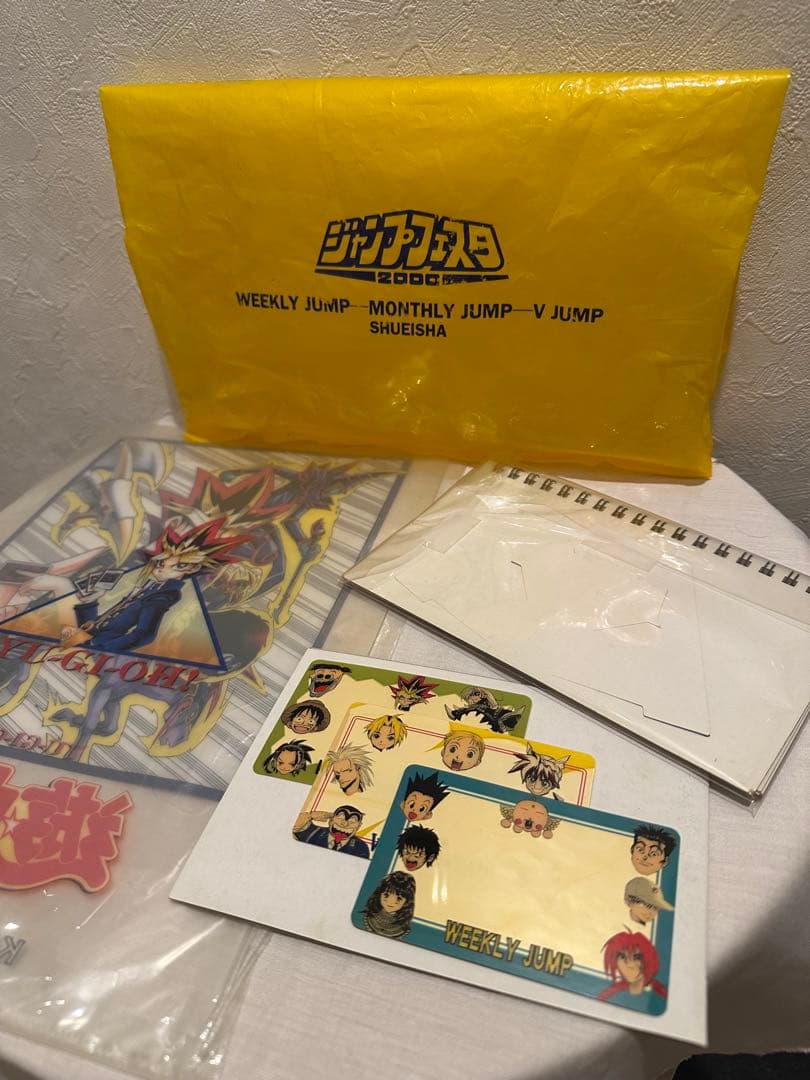 ジャンプフェスタ
2000
WEEKLY JUMP—MONTHLY JUMP—V JUMP
SHUEISHA
YU-GI-OH!
WEEKLY JUMP